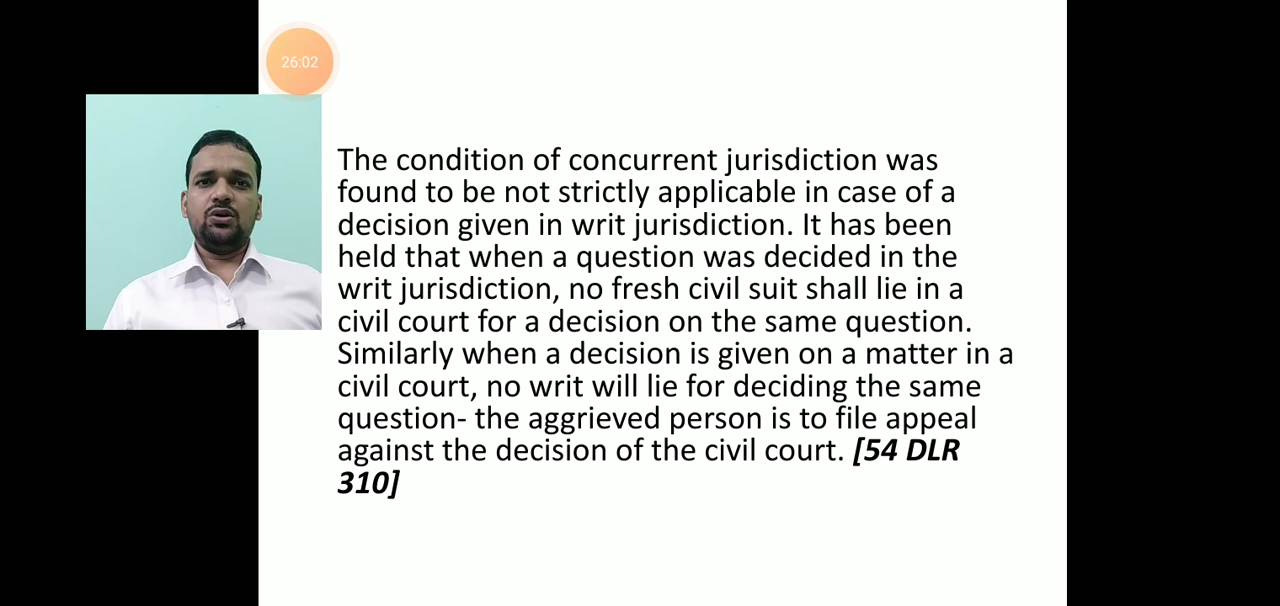 26:02
The condition of concurrent jurisdiction was
found to be not strictly applicable in case of a
decision given in writ jurisdiction. It has been
held that when a question was decided in the
writ jurisdiction, no fresh civil suit shall lie in a
civil court for a decision on the same question.
Similarly when a decision is given on a matter in a
civil court, no writ will lie for deciding the same
question- the aggrieved person is to file appeal
against the decision of the civil court. [54 DLR
310]